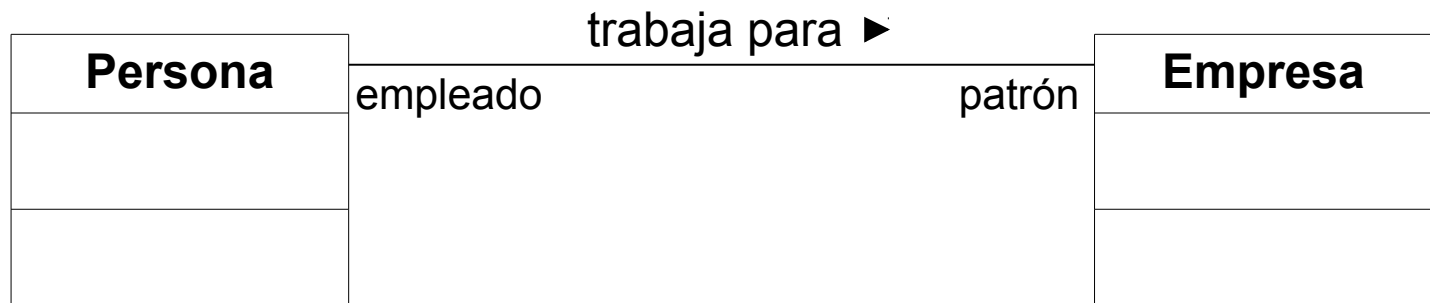 trabaja para ►
Persona
Empresa
empleado
patrón